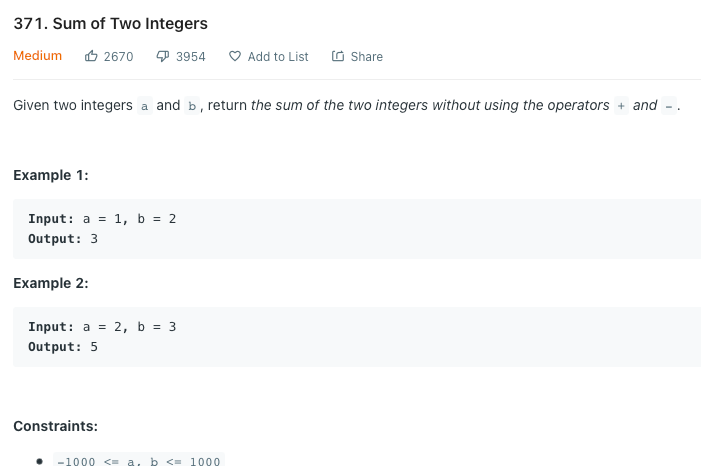 371. Sum of Two Integers
Medium 2670 3954 Add to List Share
Given two integers a and b, return the sum of the two integers without using the operators + and -.
Example 1:
Input: a = 1, b = 2
Output: 3
Example 2:
Input: a = 2, b = 3
Output: 5
Constraints:
• -1000 <= a, b <= 1000